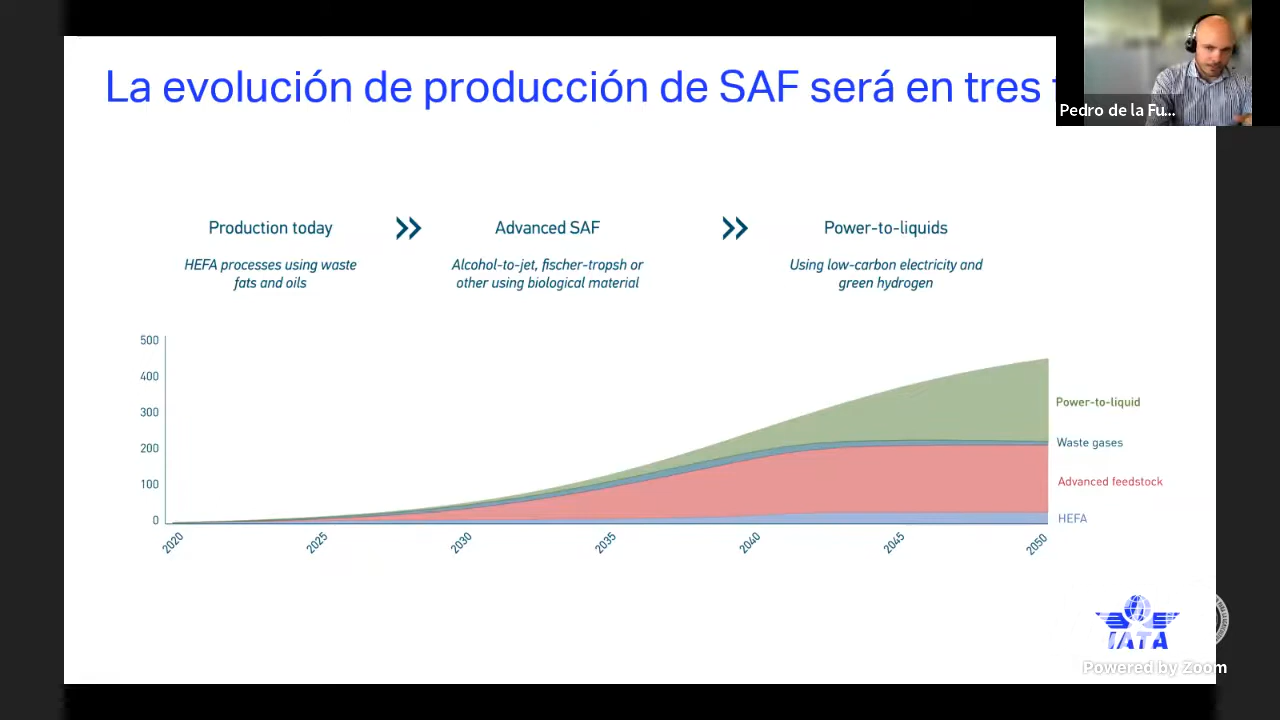 La evolución de producción de SAF será en tres
Pedro de la Fu...
Production today
Advanced SAF
Power-to-liquids
HEFA processes using waste
fats and oils
Alcohol-to-jet, fischer-tropsh or
other using biological material
Using low-carbon electricity and
green hydrogen
500
400
300
200
100
0
2020
2025
2030
2035
2040
2045
2050
Power-to-liquid
Waste gases
Advanced feedstock
HEFA
IATA
Powered by Zoom